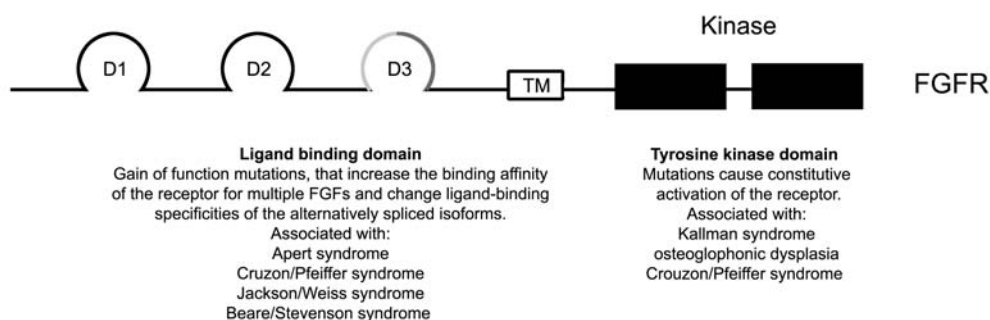 Kinase
D1
D2
D3
TM
FGFR
Ligand binding domain
Gain of function mutations, that increase the binding affinity
of the receptor for multiple FGFs and change ligand-binding
specificities of the alternatively spliced isoforms.
Associated with:
Apert syndrome
Cruzon/Pfeiffer syndrome
Jackson/Weiss syndrome
Beare/Stevenson syndrome
Tyrosine kinase domain
Mutations cause constitutive
activation of the receptor.
Associated with:
Kallman syndrome
osteoglophonic dysplasia
Crouzon/Pfeiffer syndrome